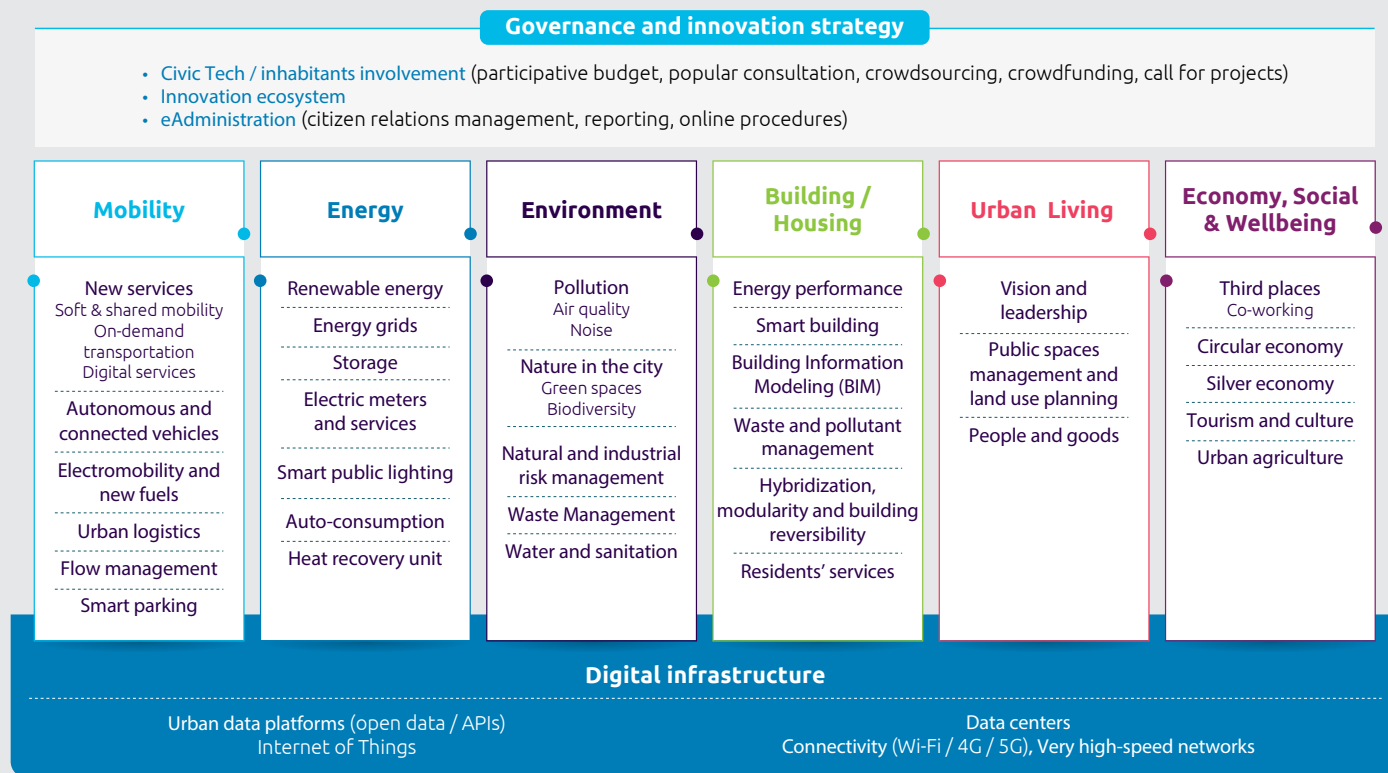 Governance and innovation strategy
• Civic Tech / inhabitants involvement (participative budget, popular consultation, crowdsourcing, crowdfunding, call for projects)
• Innovation ecosystem
• eAdministration (citizen relations management, reporting, online procedures)
Mobility
New services
Soft & shared mobility
On-demand
transportation
Digital services
Autonomous and
connected vehicles
Electromobility and
new fuels
Urban logistics
Flow management
Smart parking
Energy
Renewable energy
Energy grids
Storage
Electric meters
and services
Smart public lighting
Auto-consumption
Heat recovery unit
Environment
Pollution
Air quality
Noise
Nature in the city
Green spaces
Biodiversity
Natural and industrial
risk management
Waste Management
Water and sanitation
Building /
Housing
Energy performance
Smart building
Building Information
Modeling (BIM)
Waste and pollutant
management
Hybridization,
modularity and building
reversibility
Residents’ services
Urban Living
Vision and
leadership
Public spaces
management and
land use planning
People and goods
Economy, Social
& Wellbeing
Third places
Co-working
Circular economy
Silver economy
Tourism and culture
Urban agriculture
Digital infrastructure
Urban data platforms (open data / APIs)
Internet of Things
Data centers
Connectivity (Wi-Fi / 4G / 5G), Very high-speed networks